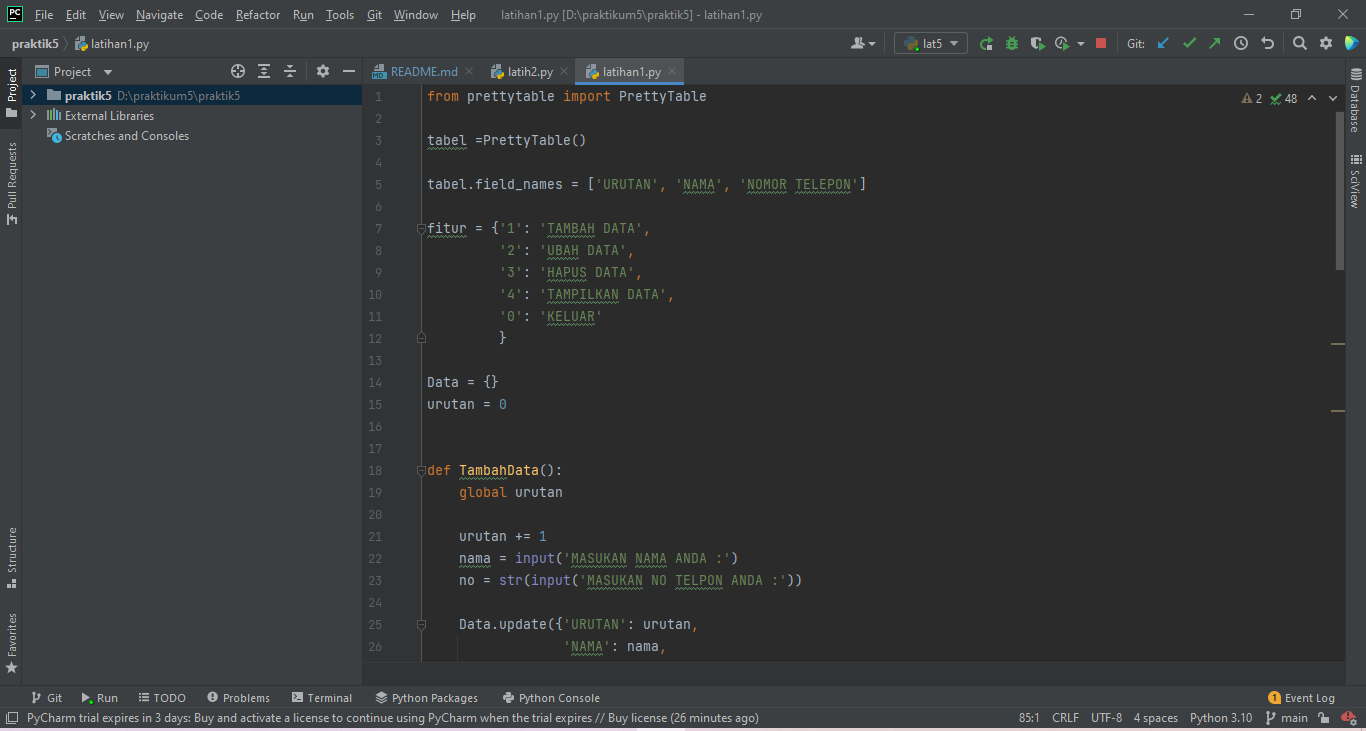 PC File Edit View Navigate Code Refactor Run Tools Git Window Help latihan1.py [D:\praktikum5\praktik5] - latihan1.py
praktik5 latihan1.py lat5 Git:
Project README.md latih2.py latihan1.py
praktik5 D:\praktikum5\praktik5
External Libraries
Scratches and Consoles
Project
Pull Requests
Structure
Favorites
2 48
1 from prettytable import PrettyTable
2
3 tabel =PrettyTable()
4
5 tabel.field_names = ['URUTAN', 'NAMA', 'NOMOR TELEPON']
6
7 fitur = {'1': 'TAMBAH DATA',
8 '2': 'UBAH DATA',
9 '3': 'HAPUS DATA',
10 '4': 'TAMPILKAN DATA',
11 '0': 'KELUAR'
12 }
13
14 Data = {}
15 urutan = 0
16
17
18 def TambahData():
19 global urutan
20
21 urutan += 1
22 nama = input('MASUKAN NAMA ANDA :')
23 no = str(input('MASUKAN NO TELPON ANDA :'))
24
25 Data.update({'URUTAN': urutan,
26 'NAMA': nama,
Database
SciView
Git Run TODO Problems Terminal Python Packages Python Console 1 Event Log
PyCharm trial expires in 3 days: Buy and activate a license to continue using PyCharm when the trial expires // Buy license (26 minutes ago) 85:1 CRLF UTF-8 4 spaces Python 3.10 main